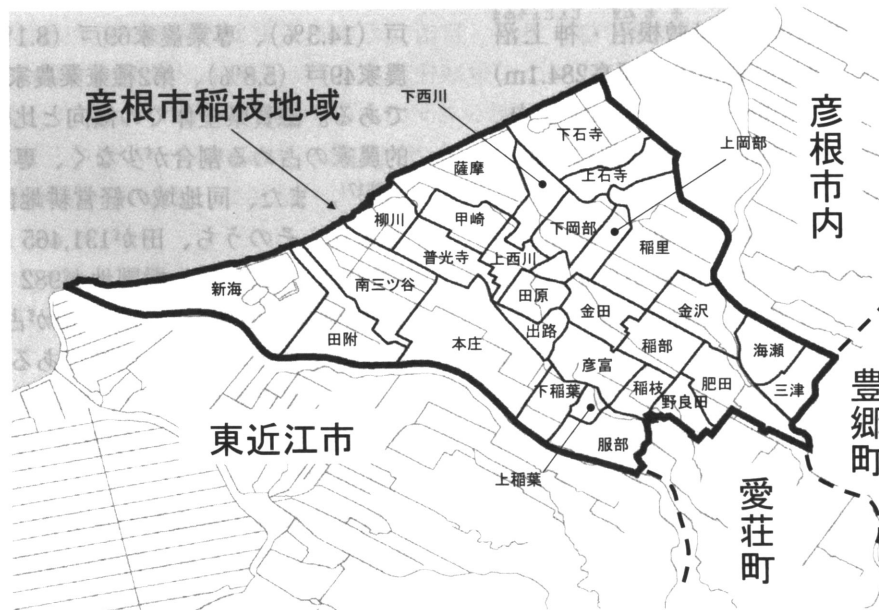 彦根市稲枝地域
下西川
下石寺
上岡部
彦根市内
薩摩
上石寺
柳川
甲崎
下岡部
稲里
普光寺
上西川
新海
南三ツ谷
田原
金田
金沢
田附
本庄
出路
稲部
海瀬
彦富
下稲葉
稲枝
肥田
三津
野良田
豊郷町
東近江市
服部
上稲葉
愛荘町